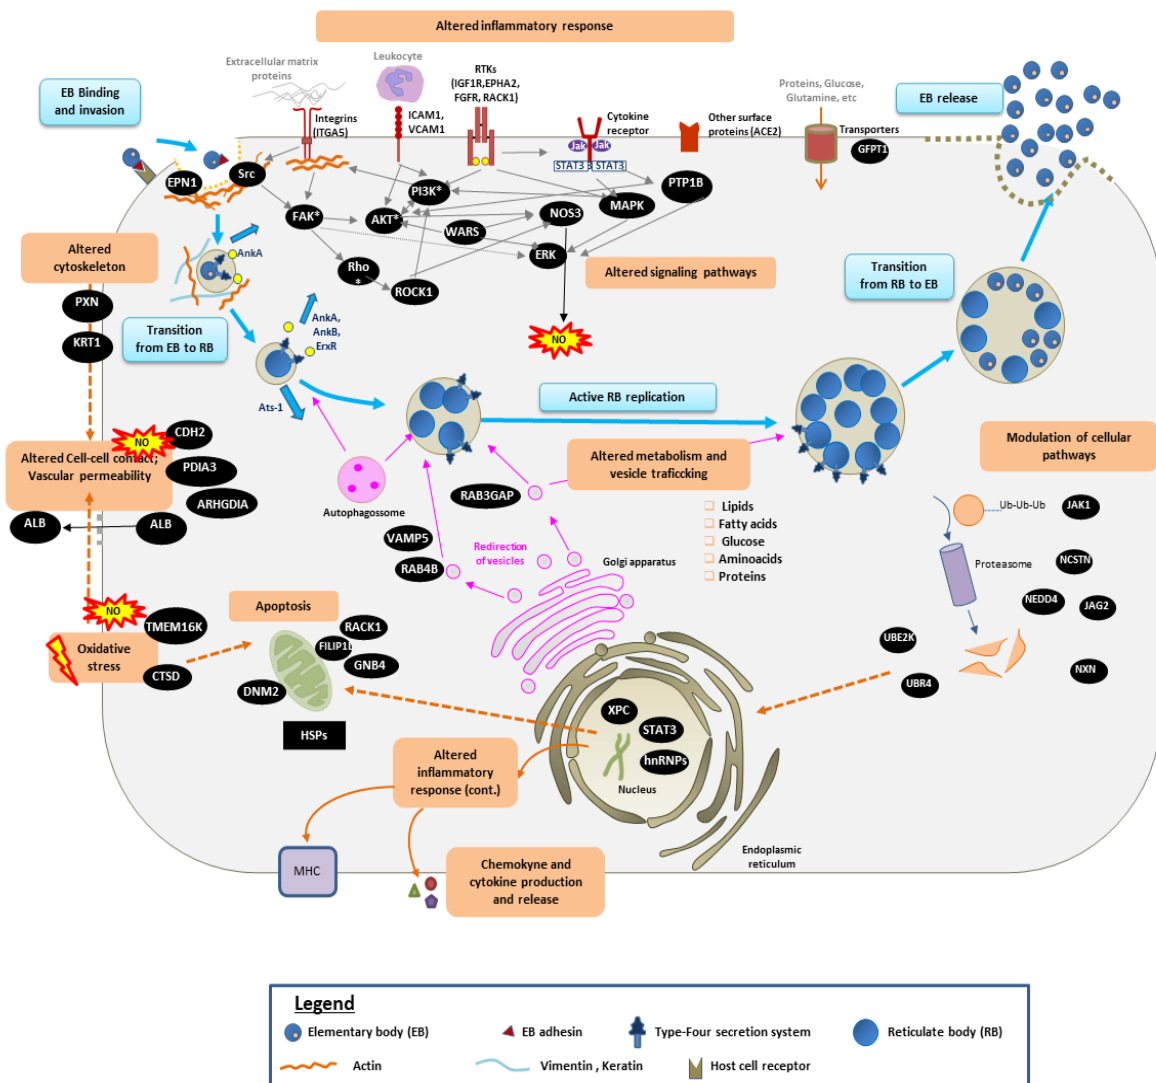 Altered inflammatory response
Extracellular matrix
proteins
Leukocyte
RTKs
(IGF1R,EPHA2,
FGFR, RACK1)
Proteins, Glucose,
Glutamine, etc
EB Binding
and invasion
EB release
Integrins
(ITGA5)
ICAM1,
VCAM1
Cytokine
receptor
Other surface
proteins (ACE2)
Transporters
GFPT1
Jak
Jak
STAT3
STAT3
EPN1
Src
PI3K*
PTP1B
MAPK
FAK*
AKT*
NOS3
WARS
ERK
Rho
*
ROCK1
AnkA
Altered
cytoskeleton
PXN
KRT1
Altered signaling pathways
Transition
from RB to EB
Transition
from EB to RB
AnkA,
AnkB,
ErxR
Ats-1
NO
Active RB replication
NO
CDH2
Altered Cell-cell contact;
Vascular permeability
PDIA3
ARHGDIA
ALB
ALB
Altered metabolism and
vesicle traficcking
Modulation of cellular
pathways
RAB3GAP
Autophagossome
VAMP5
RAB4B
Redirection
of vesicles
Golgi apparatus
Lipids
Fatty acids
Glucose
Aminoacids
Proteins
Ub-Ub-Ub
JAK1
Proteasome
NCSTN
NEDD4
JAG2
UBE2K
UBR4
NXN
NO
TMEM16K
Oxidative
stress
CTSD
Apoptosis
RACK1
FILIP1L
GNB4
DNM2
HSPs
XPC
STAT3
hnRNPs
Nucleus
Altered
inflammatory
response (cont.)
Endoplasmic
reticulum
MHC
Chemokyne and
cytokine production
and release
Legend
Elementary body (EB)
EB adhesin
Type-Four secretion system
Reticulate body (RB)
Actin
Vimentin , Keratin
Host cell receptor